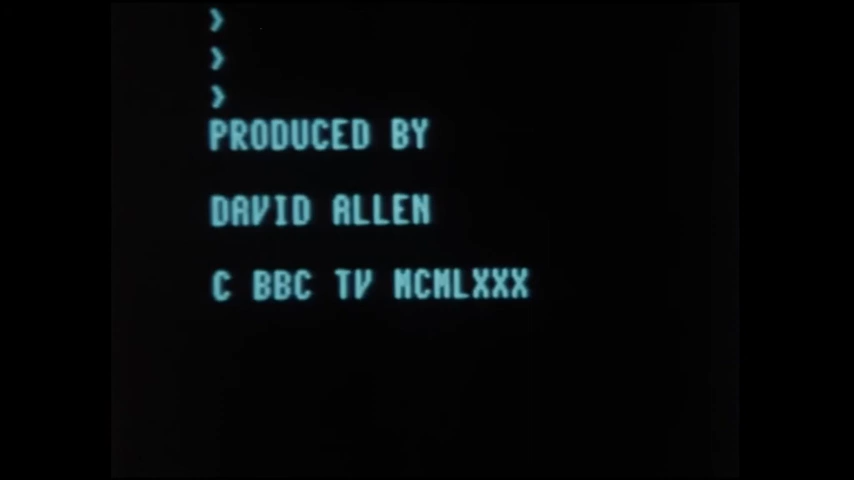 >
>
>
PRODUCED BY
DAVID ALLEN
C BBC TV MCMLXXX